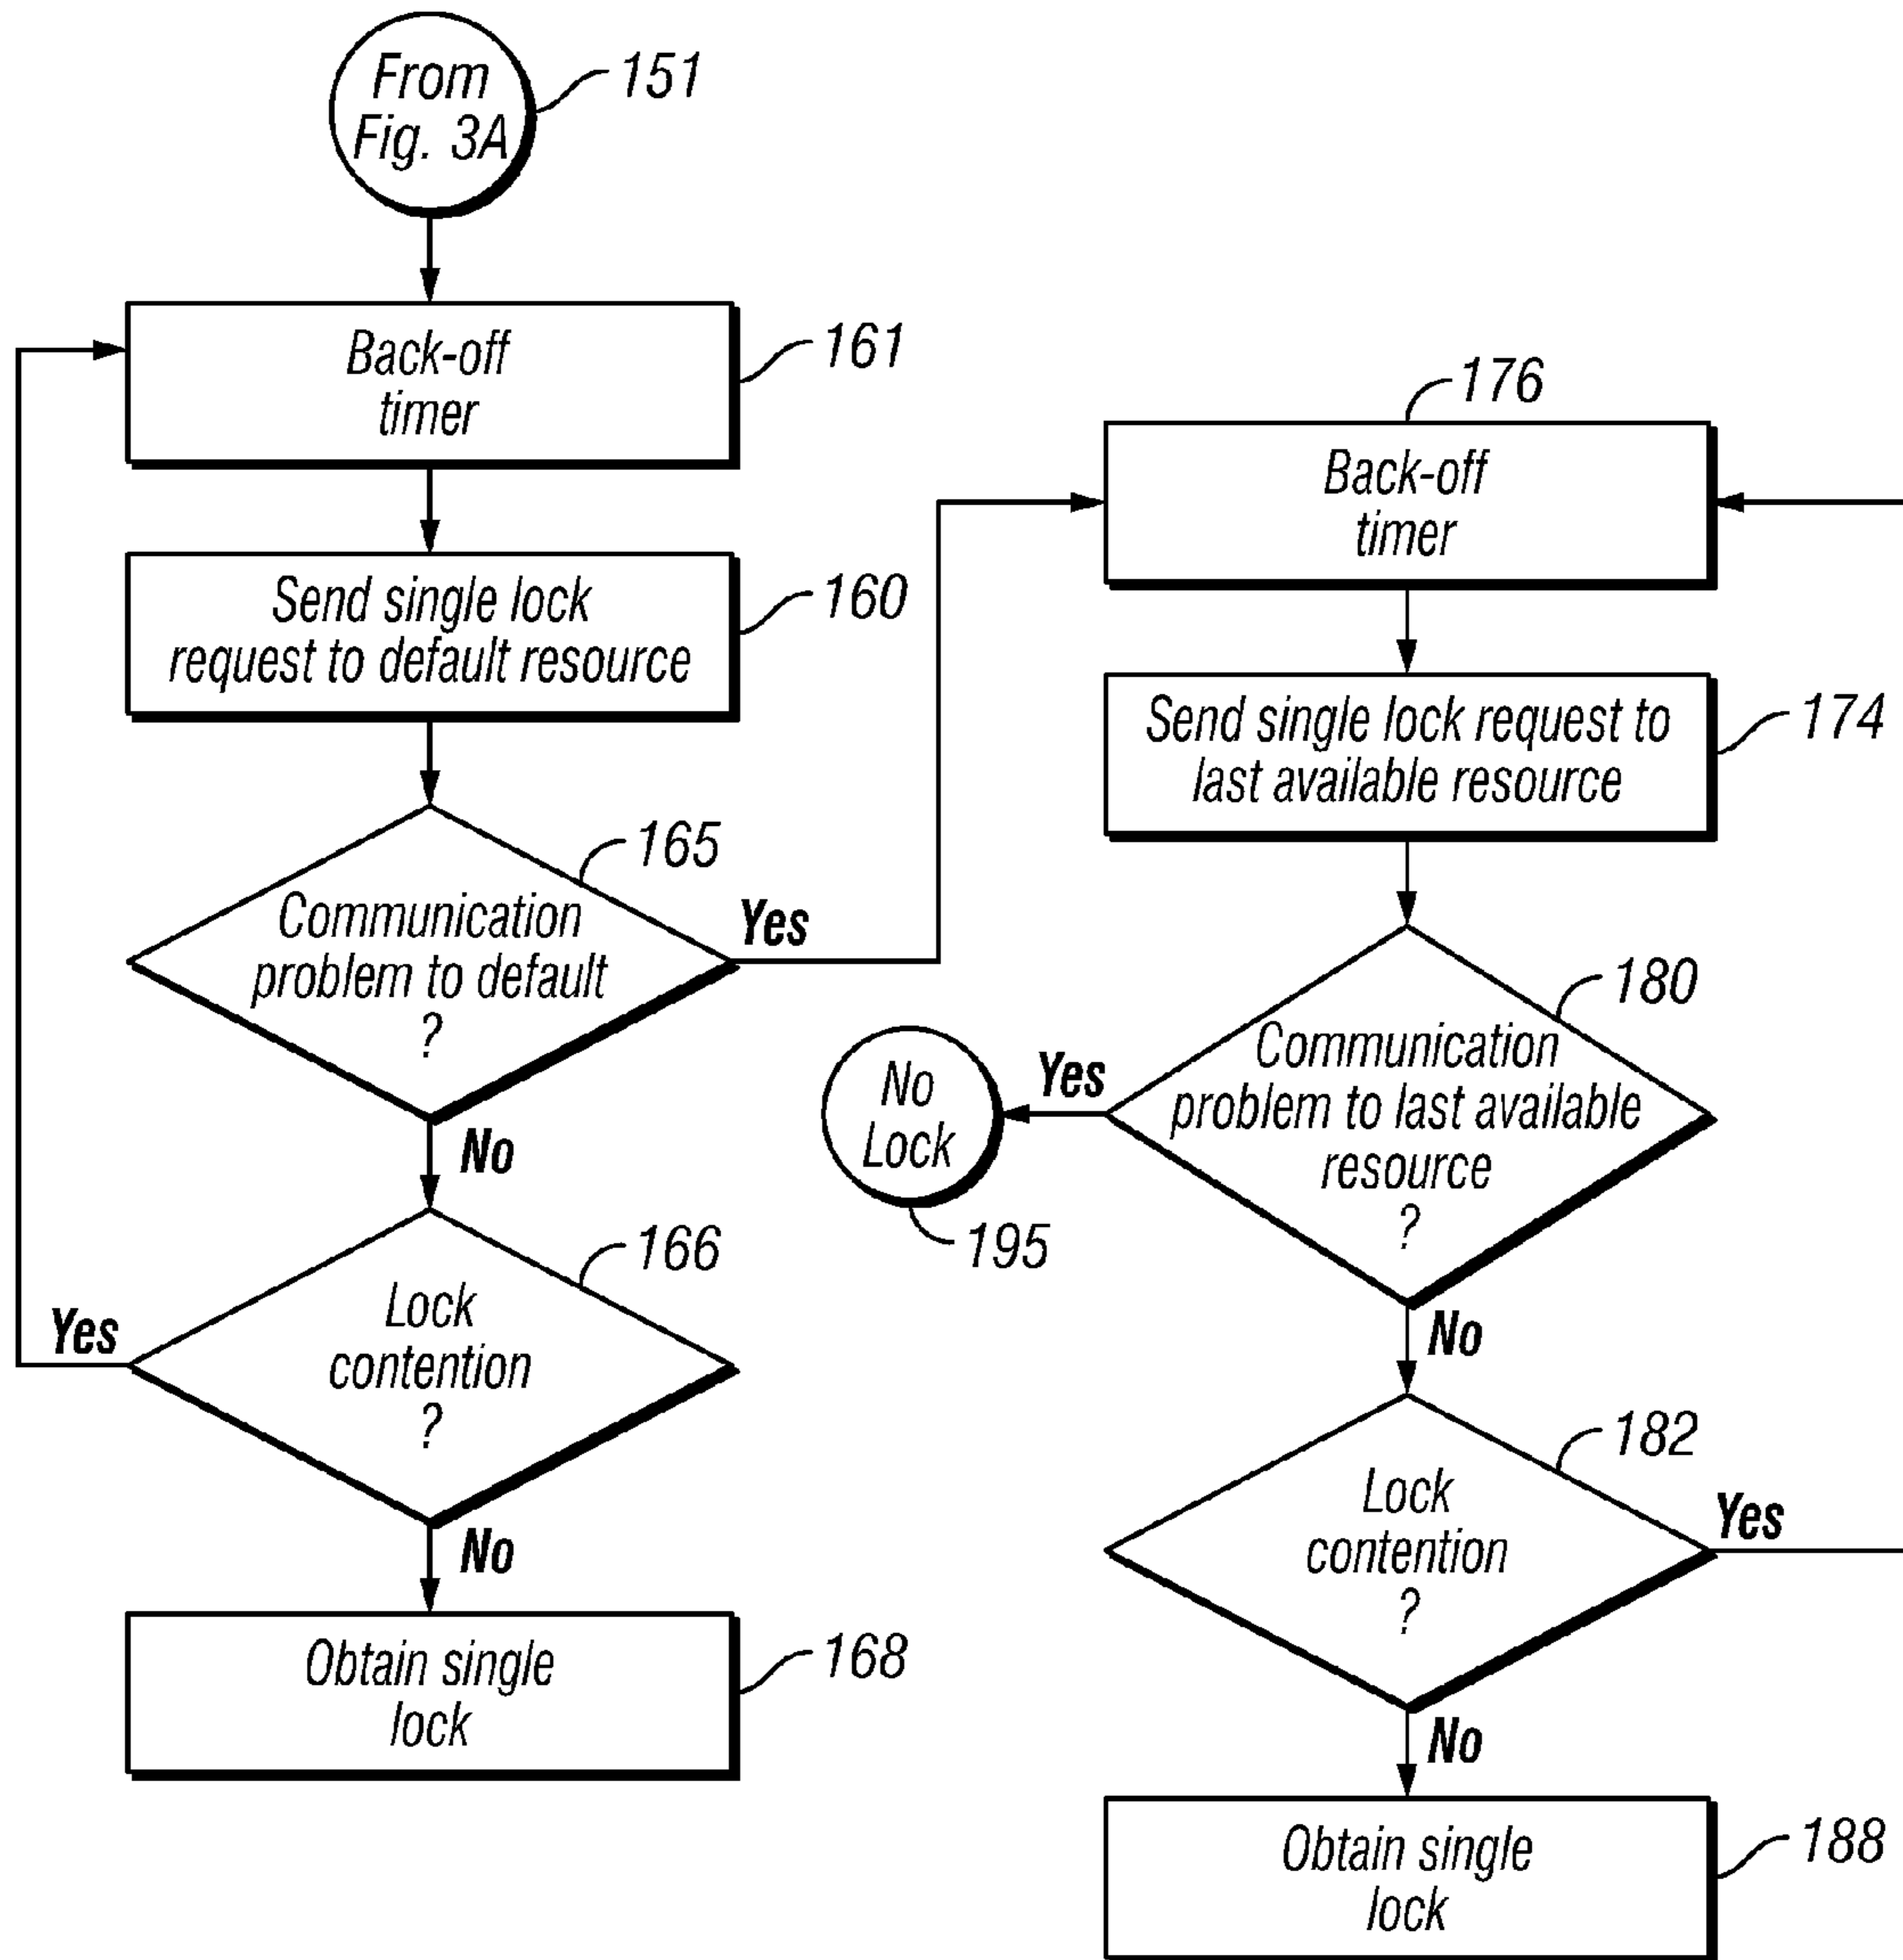 From
Fig. 3A
151
Back-off
timer
161
Send single lock
request to default resource
160
Communication
problem to default
?
165
Yes
No
Lock
contention
?
166
Yes
No
Obtain single
lock
168
176
Back-off
timer
Send single lock request to
last available resource
174
Communication
problem to last available
resource
?
180
Yes
No
Lock
195
No
Lock
contention
?
182
Yes
No
Obtain single
lock
188